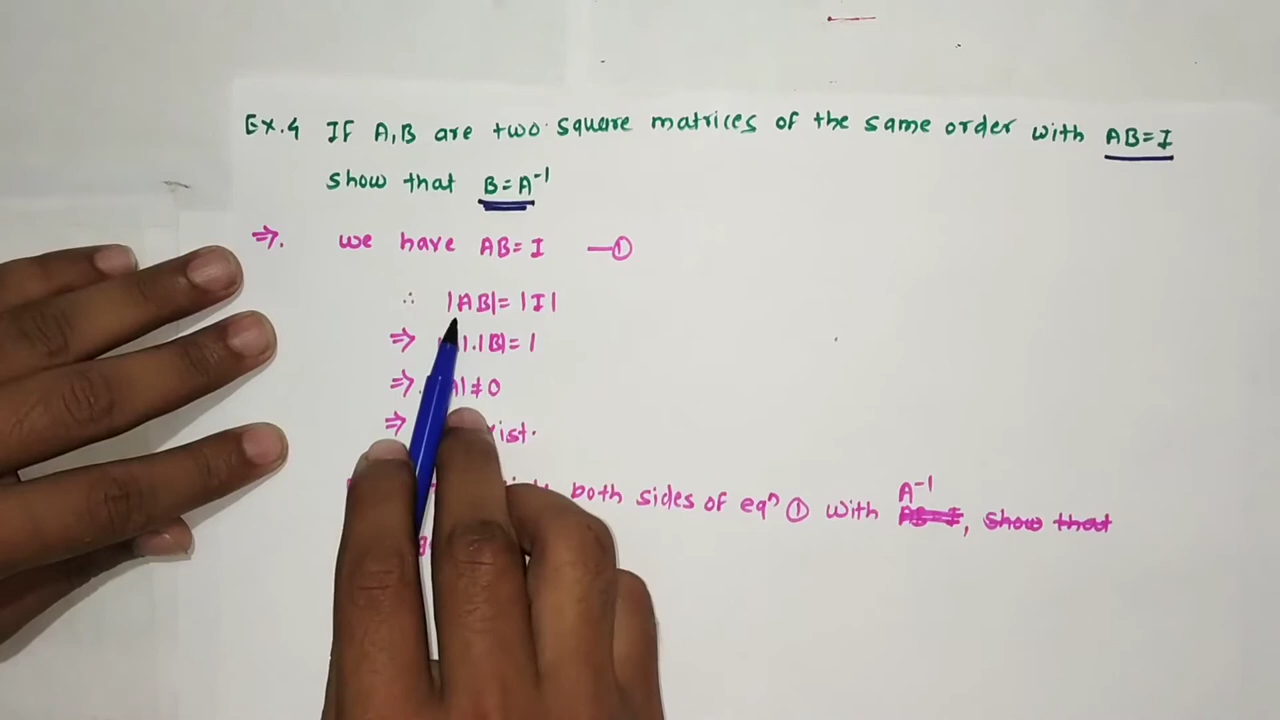 Ex.4 If A,B are two square matrices of the same order with AB=I
show that B=A⁻¹
⇒. we have AB=I —①
∴ |AB|=|I|
⇒ |.|B|=1
⇒. A|≠0
⇒ ist.
both sides of eqⁿ ① with A⁻¹,